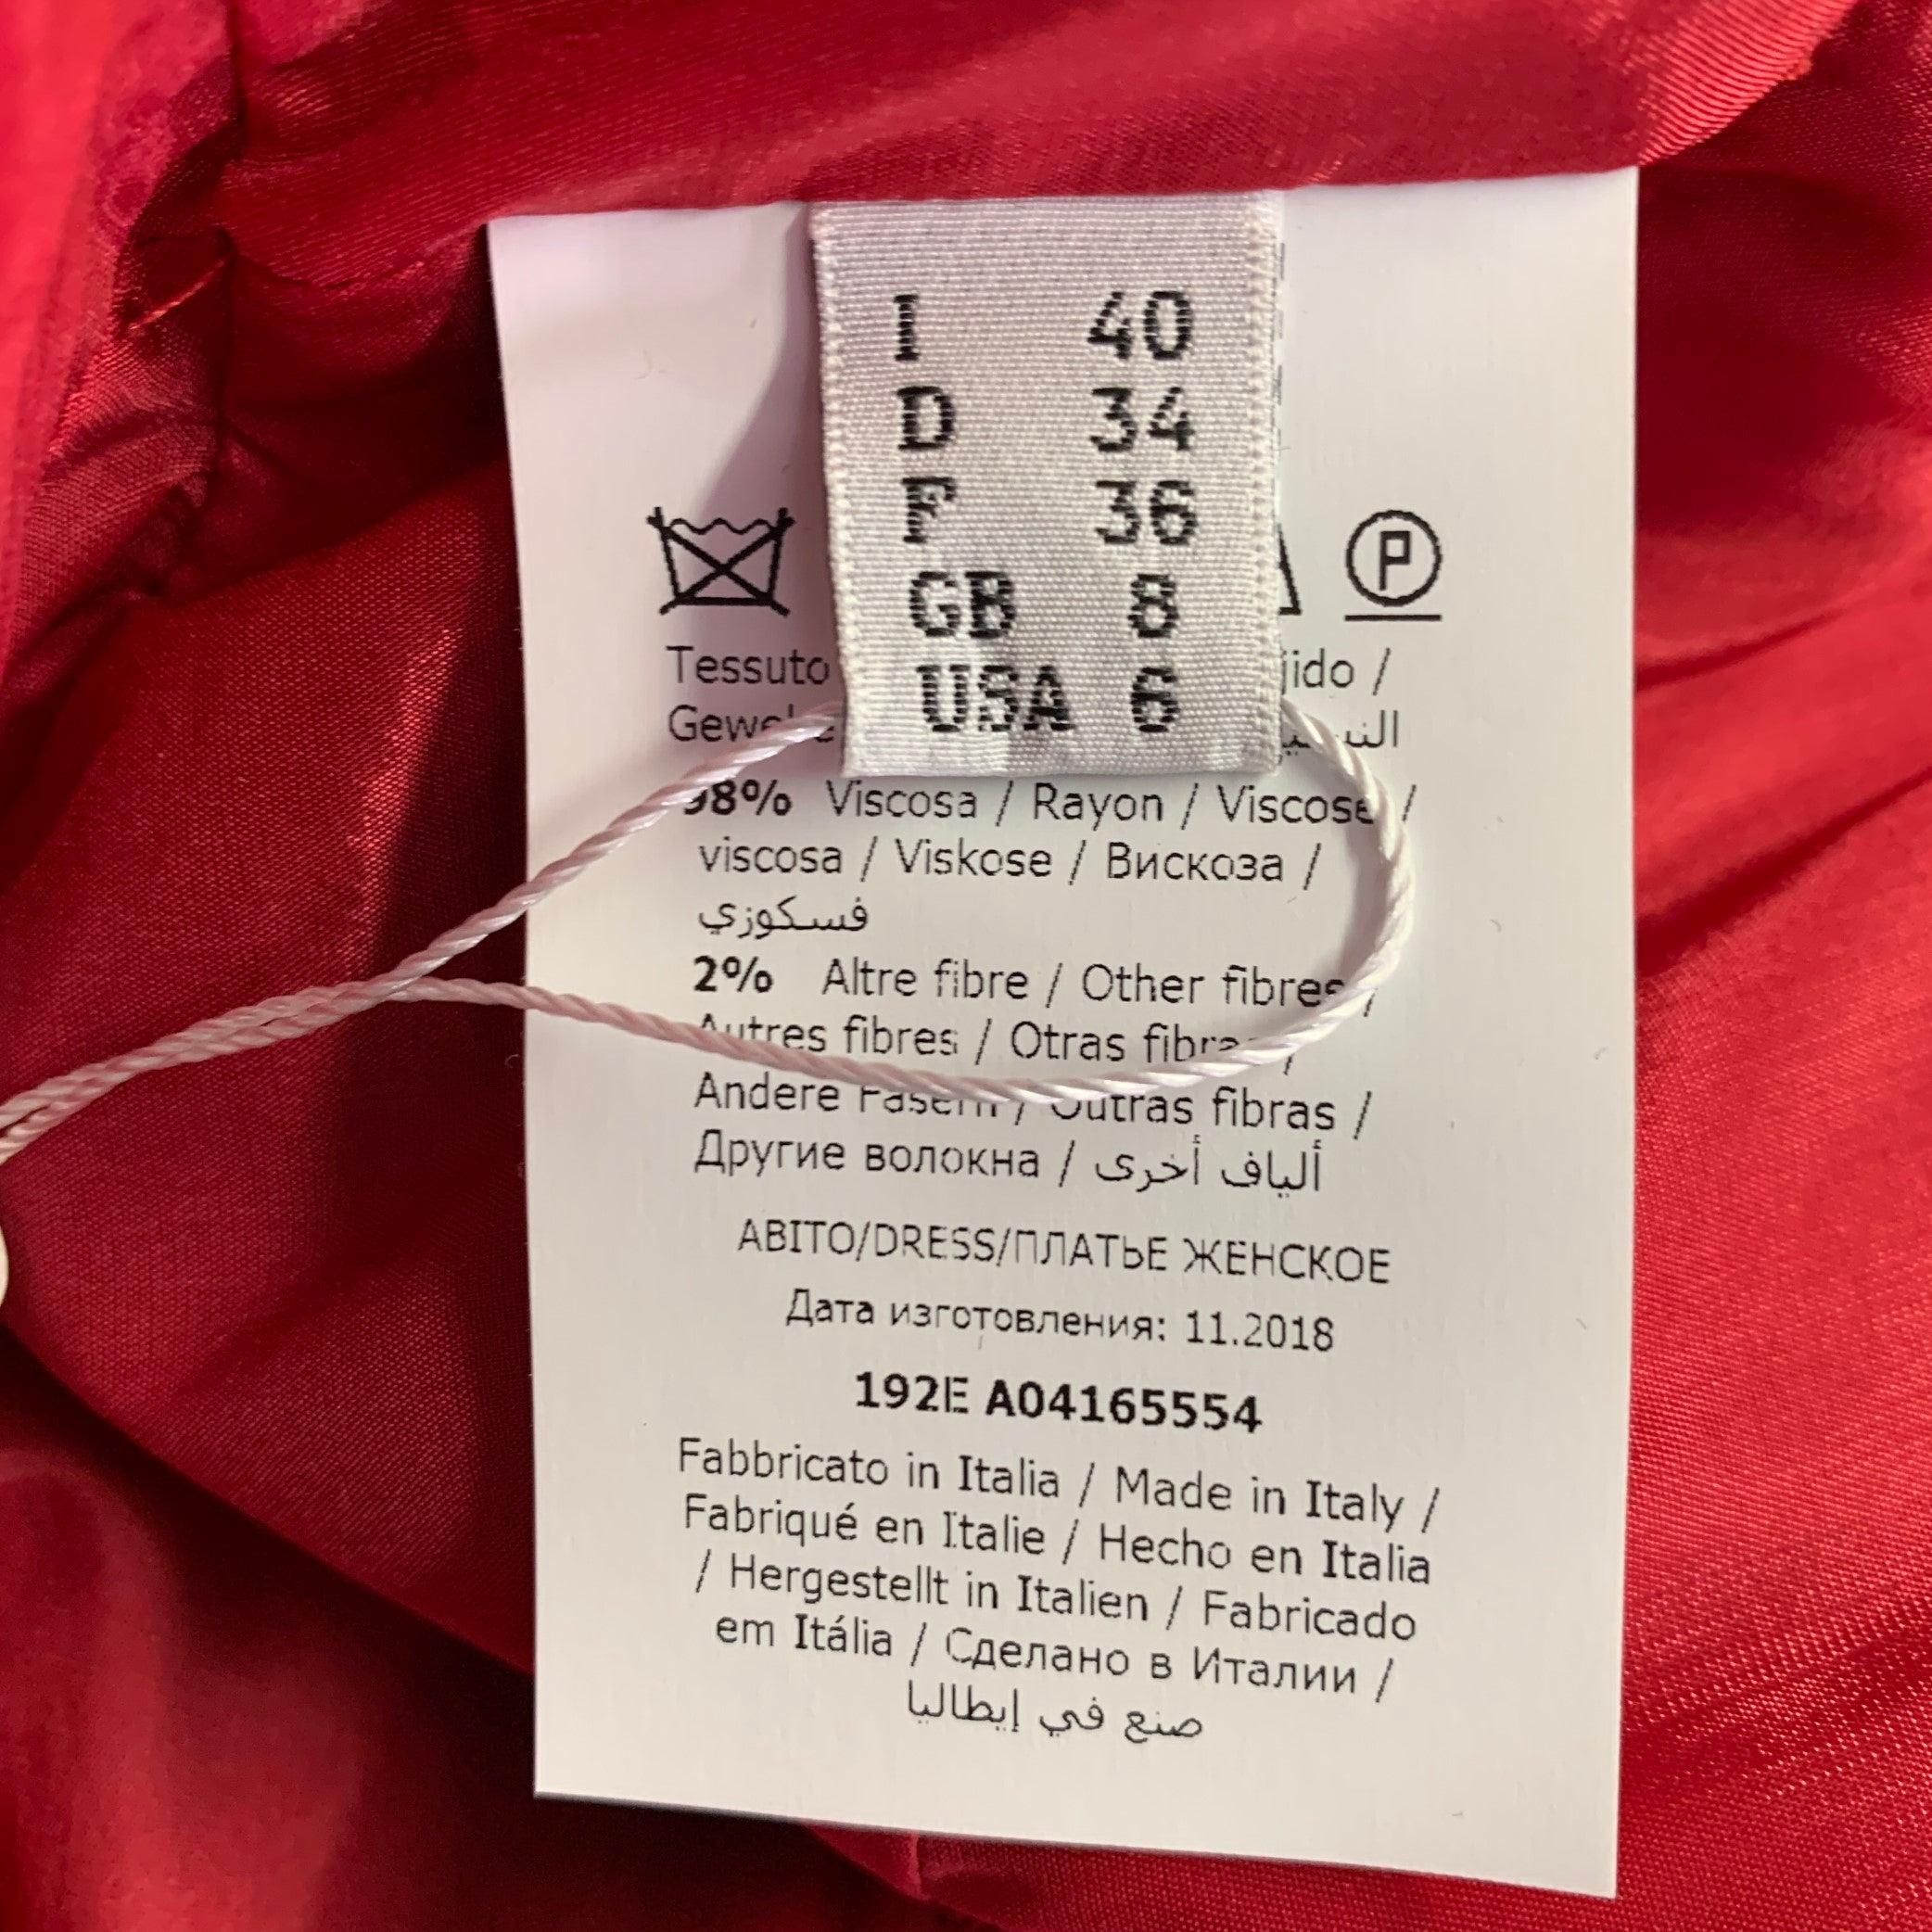 I 40
D 34
F 36
GB 8
USA 6
P
Tessuto
98% Viscosa / Rayon / Viscose /
viscosa / Viskose / Вискоза /
فسكوزي
2% Altre fibre / Other fibres /
Autres fibres / Otras fibras /
Andere Fasern / Outras fibras /
Другие волокна / ألياف أخرى
ABITO/DRESS/ПЛАТЬЕ ЖЕНСКОЕ
Дата изготовления: 11.2018
192E A04165554
Fabbricato in Italia / Made in Italy /
Fabriqué en Italie / Hecho en Italia
/ Hergestellt in Italien / Fabricado
em Itália / Сделано в Италии /
صنع في إيطاليا